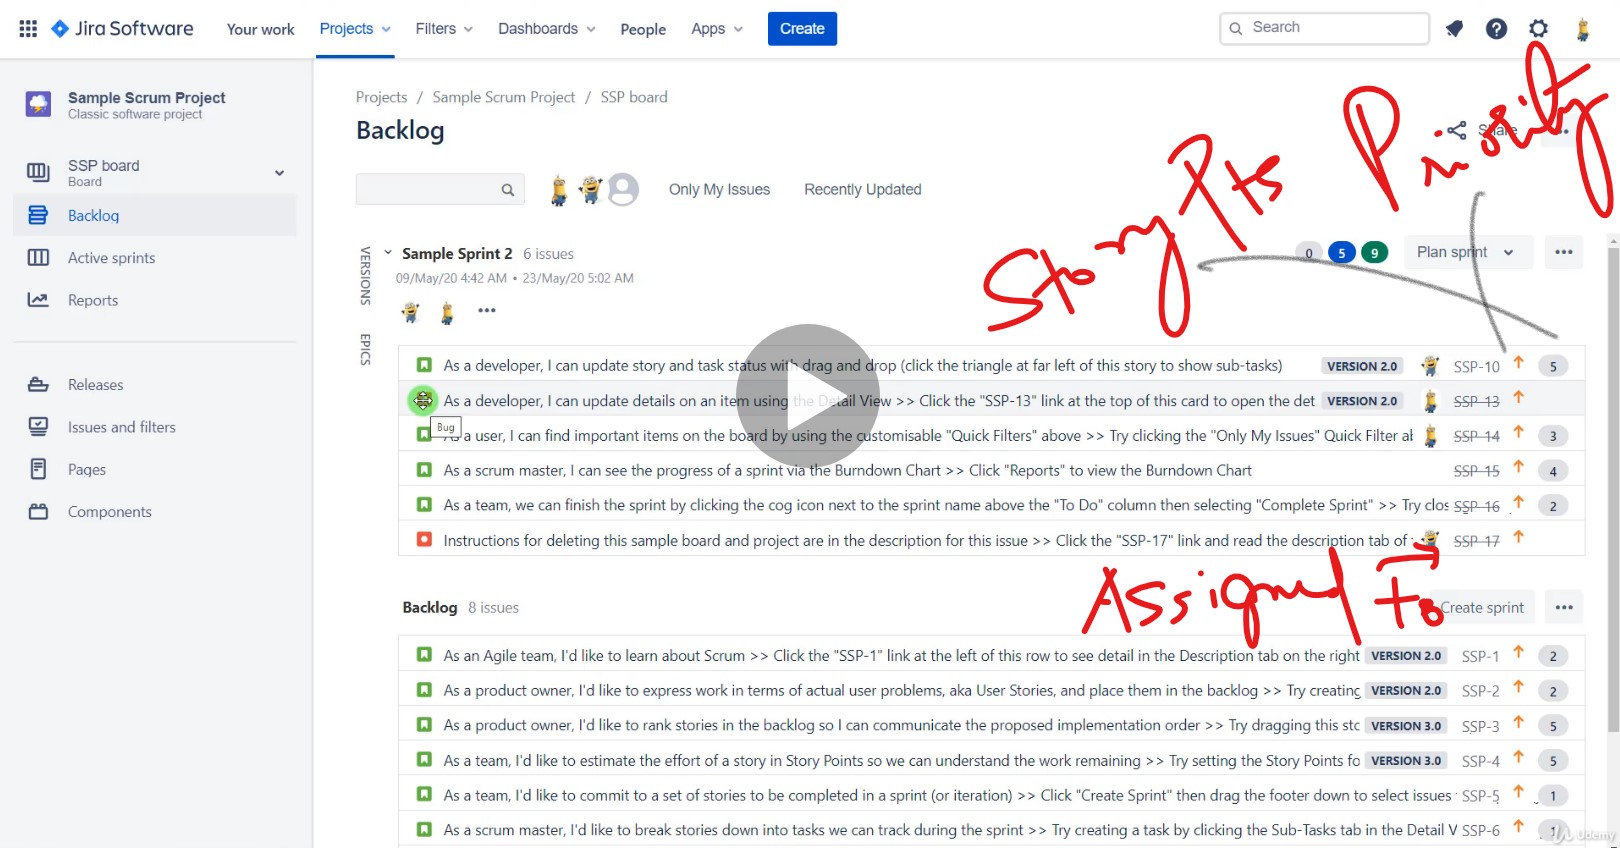 Jira Software Your work Projects Filters Dashboards People Apps Create Search
Sample Scrum Project
Classic software project
SSP board
Board
Backlog
Active sprints
Reports
Releases
Issues and filters
Pages
Components
Projects / Sample Scrum Project / SSP board
Backlog
Share
Story Pts Priority
Only My Issues Recently Updated
VERSIONS
EPICS
Sample Sprint 2 6 issues
0 5 9 Plan sprint
09/May/20 4:42 AM • 23/May/20 5:02 AM
As a developer, I can update story and task status with drag and drop (click the triangle at far left of this story to show sub-tasks) VERSION 2.0 SSP-10 5
As a developer, I can update details on an item using the Detail View >> Click the "SSP-13" link at the top of this card to open the det VERSION 2.0 SSP-13
Bug
a user, I can find important items on the board by using the customisable "Quick Filters" above >> Try clicking the "Only My Issues" Quick Filter ab SSP-14 3
As a scrum master, I can see the progress of a sprint via the Burndown Chart >> Click "Reports" to view the Burndown Chart SSP-15 4
As a team, we can finish the sprint by clicking the cog icon next to the sprint name above the "To Do" column then selecting "Complete Sprint" >> Try clos SSP-16 2
Instructions for deleting this sample board and project are in the description for this issue >> Click the "SSP-17" link and read the description tab of SSP-17
Assigned To
Backlog 8 issues
Create sprint
As an Agile team, I'd like to learn about Scrum >> Click the "SSP-1" link at the left of this row to see detail in the Description tab on the right VERSION 2.0 SSP-1 2
As a product owner, I'd like to express work in terms of actual user problems, aka User Stories, and place them in the backlog >> Try creating VERSION 2.0 SSP-2 2
As a product owner, I'd like to rank stories in the backlog so I can communicate the proposed implementation order >> Try dragging this sto VERSION 3.0 SSP-3 5
As a team, I'd like to estimate the effort of a story in Story Points so we can understand the work remaining >> Try setting the Story Points fo VERSION 3.0 SSP-4 5
As a team, I'd like to commit to a set of stories to be completed in a sprint (or iteration) >> Click "Create Sprint" then drag the footer down to select issues SSP-5 1
As a scrum master, I'd like to break stories down into tasks we can track during the sprint >> Try creating a task by clicking the Sub-Tasks tab in the Detail V SSP-6 1
Udemy